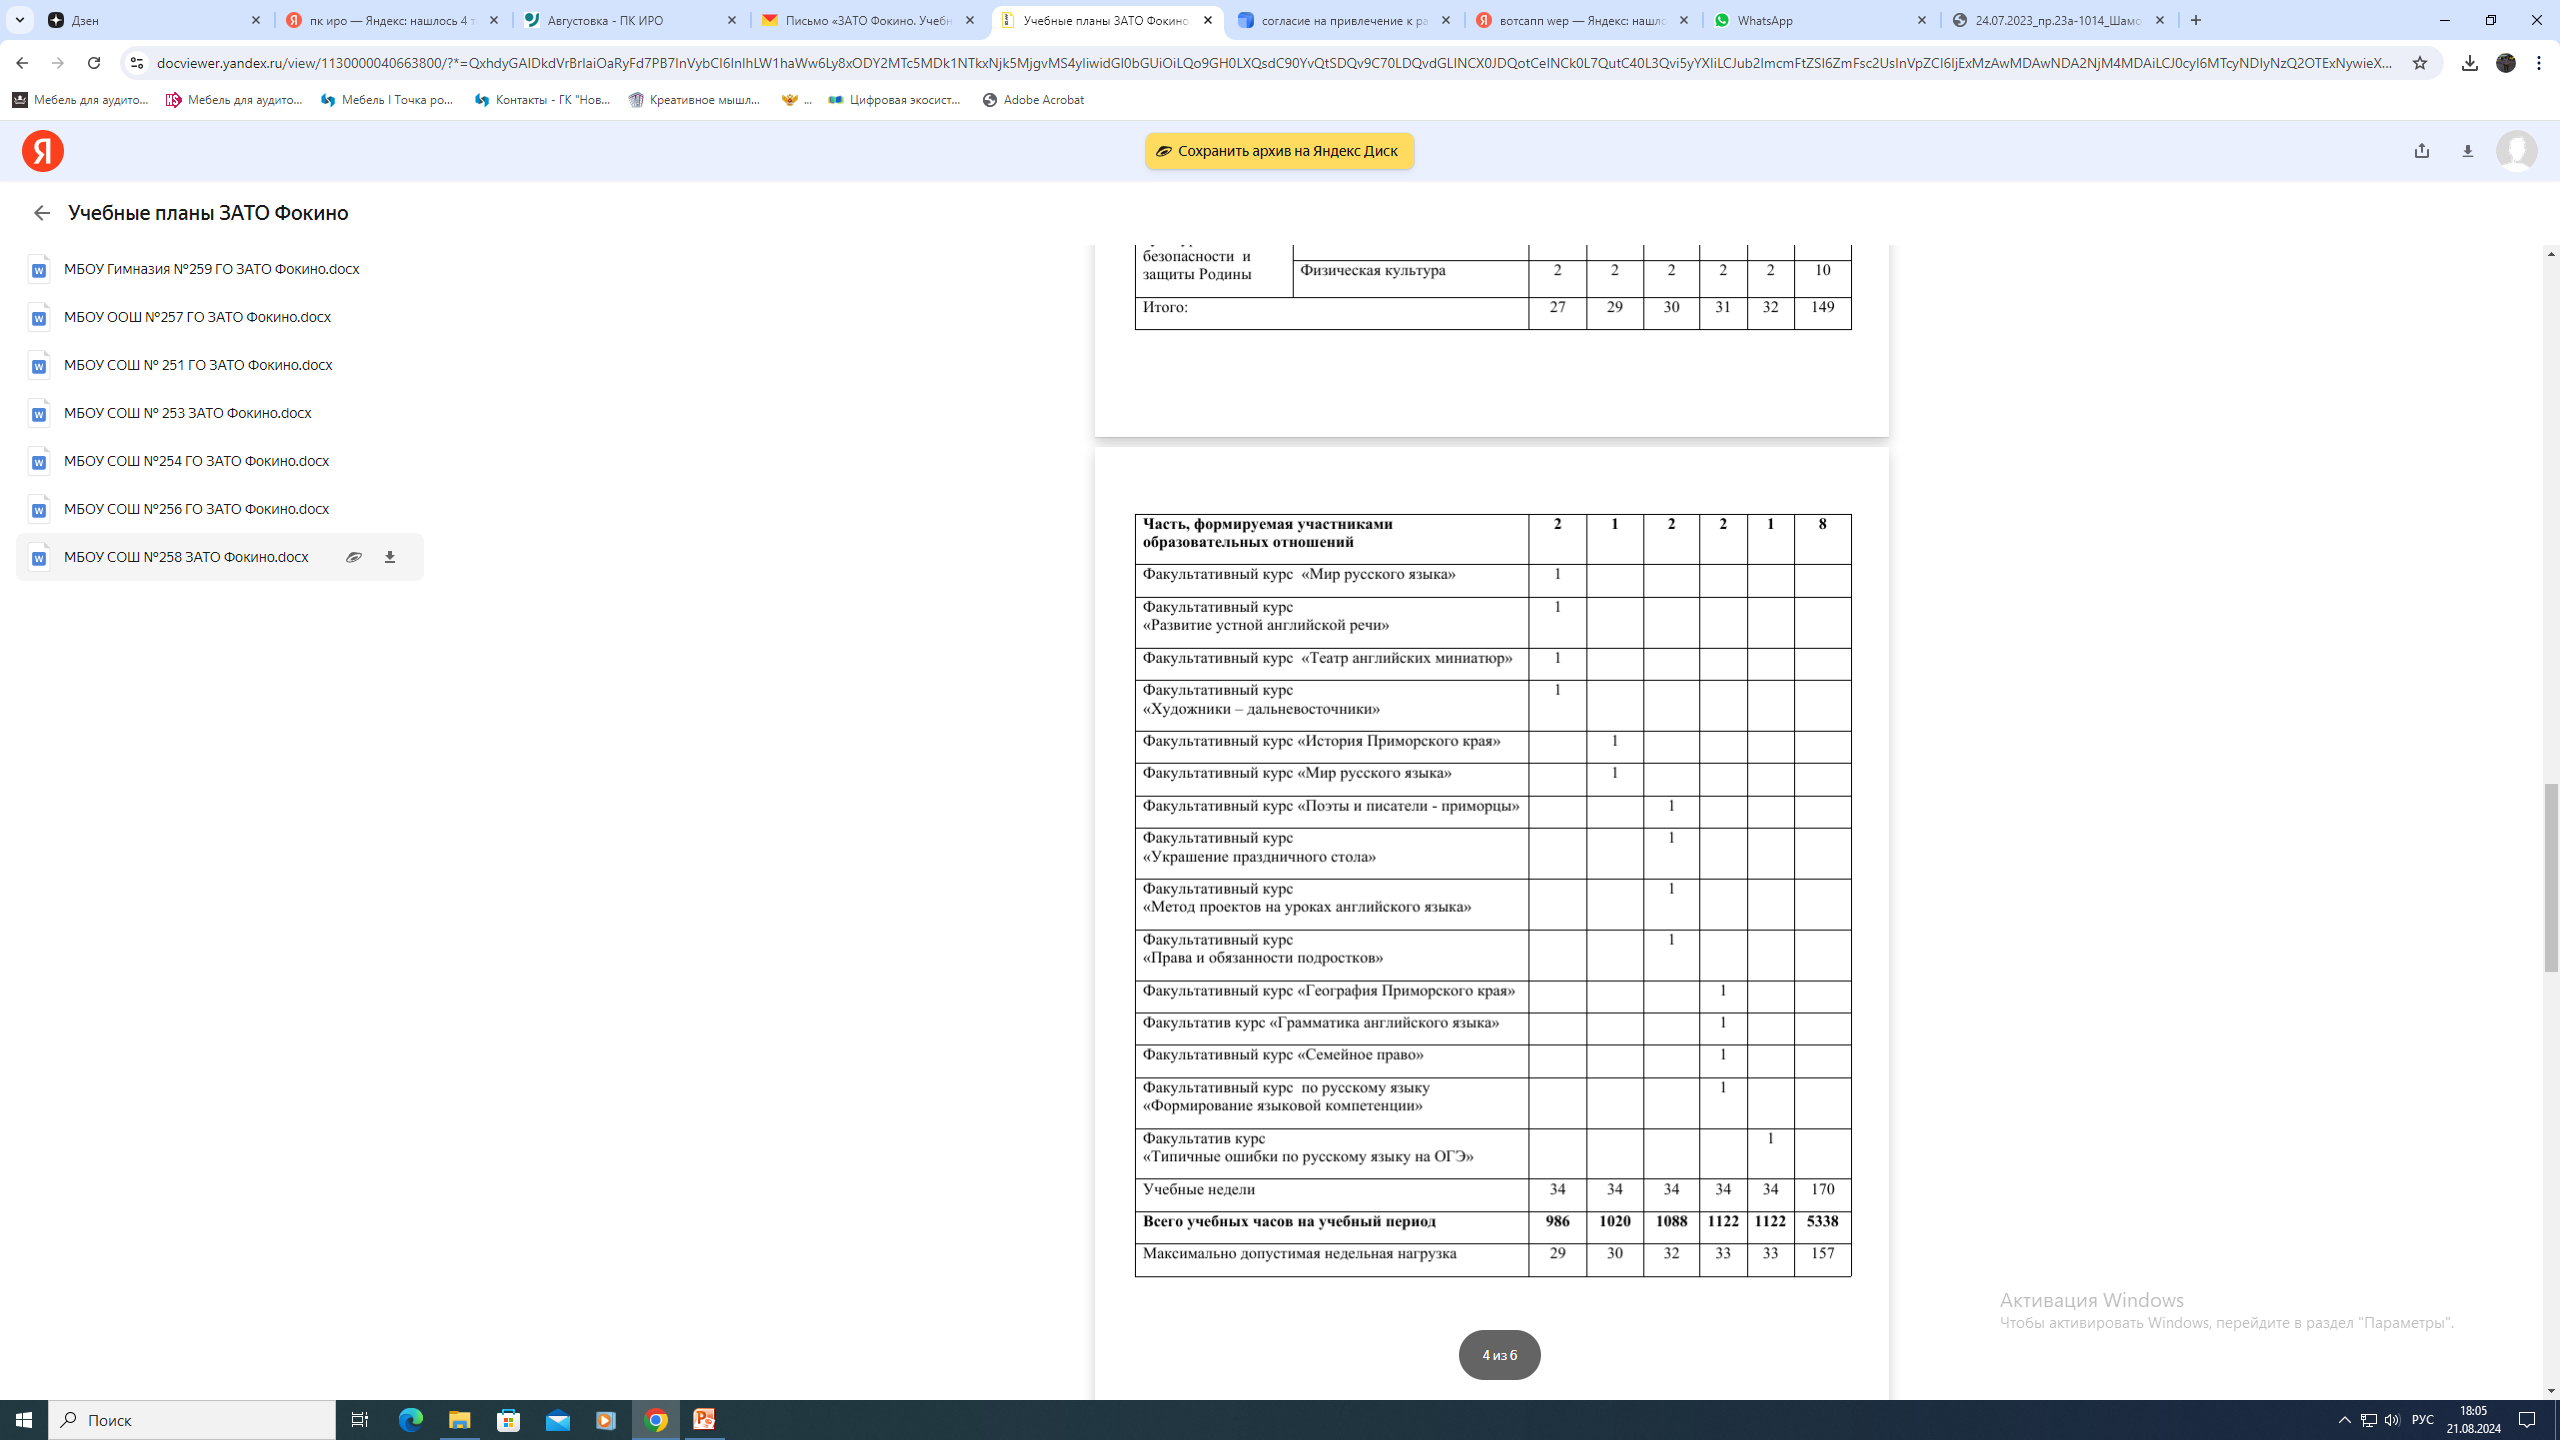 Дзен
пк иро — Яндекс: нашлось 4 т
Августовка - ПК ИРО
Письмо «ЗАТО Фокино. Учебн
Учебные планы ЗАТО Фокино
согласие на привлечение к ра
вотсапп wep — Яндекс: нашло
WhatsApp
24.07.2023_пр.23а-1014_Шамо
Мебель для аудито...
Мебель для аудито...
Мебель I Точка ро...
Контакты - ГК "Нов...
Креативное мышл...
...
Цифровая экосист...
Adobe Acrobat
Я
Сохранить архив на Яндекс Диск
Учебные планы ЗАТО Фокино
МБОУ Гимназия №259 ГО ЗАТО Фокино.docx
МБОУ ООШ №257 ГО ЗАТО Фокино.docx
МБОУ СОШ № 251 ГО ЗАТО Фокино.docx
МБОУ СОШ № 253 ЗАТО Фокино.docx
МБОУ СОШ №254 ГО ЗАТО Фокино.docx
МБОУ СОШ №256 ГО ЗАТО Фокино.docx
МБОУ СОШ №258 ЗАТО Фокино.docx
безопасности и
защиты Родины
Физическая культура 2 2 2 2 2 10
Итого: 27 29 30 31 32 149
Часть, формируемая участниками 2 1 2 2 1 8
образовательных отношений
Факультативный курс «Мир русского языка» 1
Факультативный курс 1
«Развитие устной английской речи»
Факультативный курс «Театр английских миниатюр» 1
Факультативный курс 1
«Художники – дальневосточники»
Факультативный курс «История Приморского края» 1
Факультативный курс «Мир русского языка» 1
Факультативный курс «Поэты и писатели - приморцы» 1
Факультативный курс 1
«Украшение праздничного стола»
Факультативный курс 1
«Метод проектов на уроках английского языка»
Факультативный курс 1
«Права и обязанности подростков»
Факультативный курс «География Приморского края» 1
Факультатив курс «Грамматика английского языка» 1
Факультативный курс «Семейное право» 1
Факультативный курс по русскому языку 1
«Формирование языковой компетенции»
Факультатив курс 1
«Типичные ошибки по русскому языку на ОГЭ»
Учебные недели 34 34 34 34 34 170
Всего учебных часов на учебный период 986 1020 1088 1122 1122 5338
Максимально допустимая недельная нагрузка 29 30 32 33 33 157
4 из 6
Активация Windows
Чтобы активировать Windows, перейдите в раздел "Параметры".
Поиск
РУС
18:05
21.08.2024